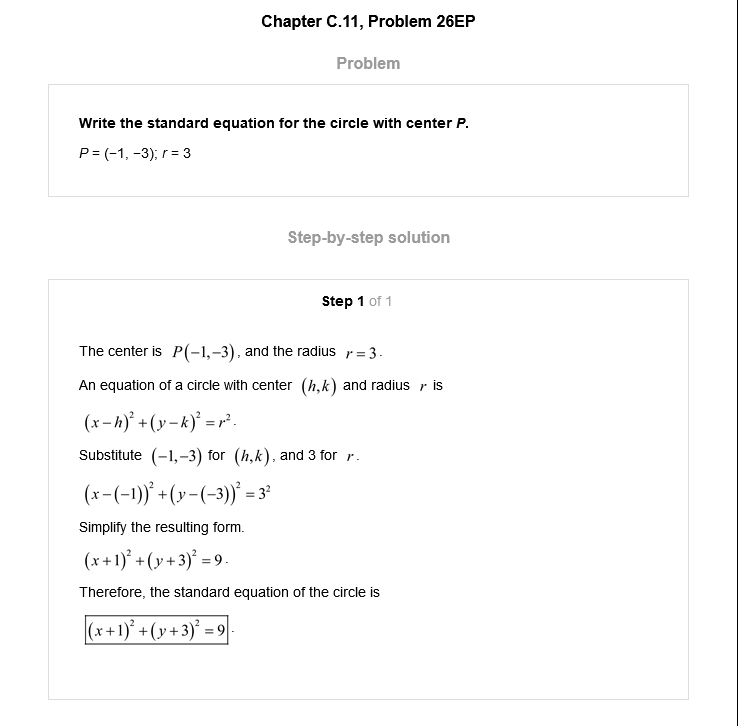 Chapter C.11, Problem 26EP
Problem
Write the standard equation for the circle with center P.
P = (−1, −3); r = 3
Step-by-step solution
Step 1 of 1
The center is P(−1,−3), and the radius r = 3.
An equation of a circle with center (h,k) and radius r is
(x−h)² + (y−k)² = r².
Substitute (−1,−3) for (h,k), and 3 for r.
(x−(−1))² + (y−(−3))² = 3²
Simplify the resulting form.
(x+1)² + (y+3)² = 9.
Therefore, the standard equation of the circle is
(x+1)² + (y+3)² = 9.